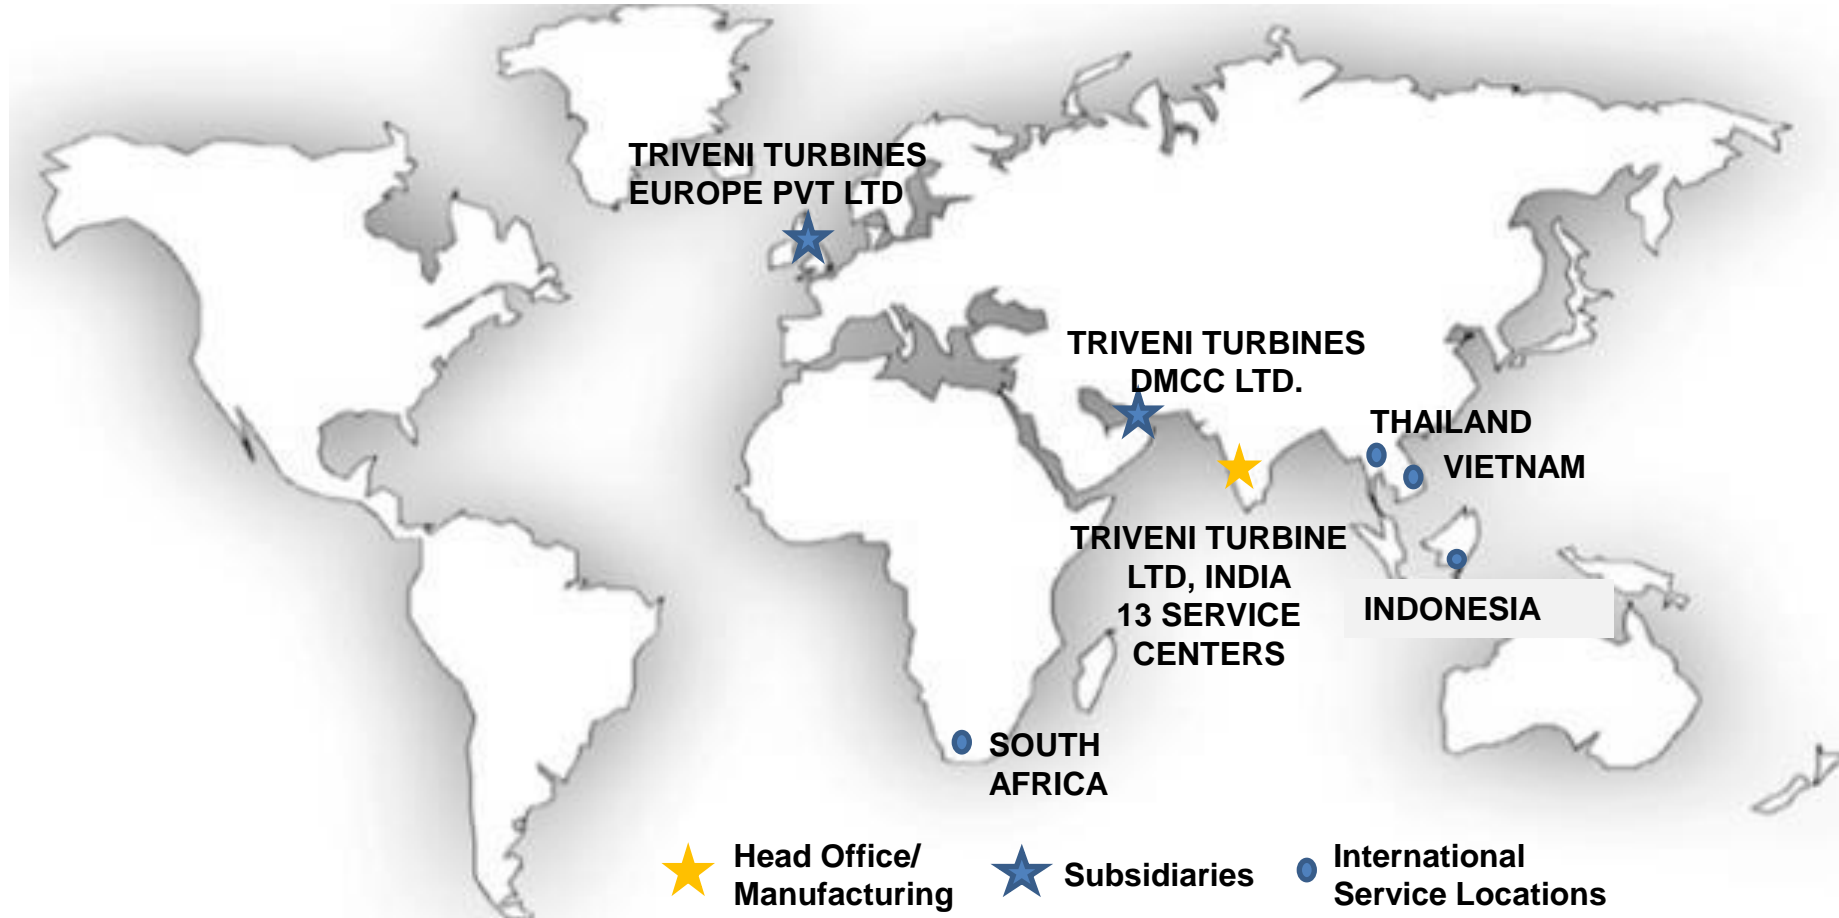 TRIVENI TURBINES
EUROPE PVT LTD
TRIVENI TURBINES
DMCC LTD.
THAILAND
VIETNAM
TRIVENI TURBINE
LTD, INDIA
13 SERVICE
CENTERS
INDONESIA
SOUTH
AFRICA
Head Office/
Manufacturing
Subsidiaries
International
Service Locations